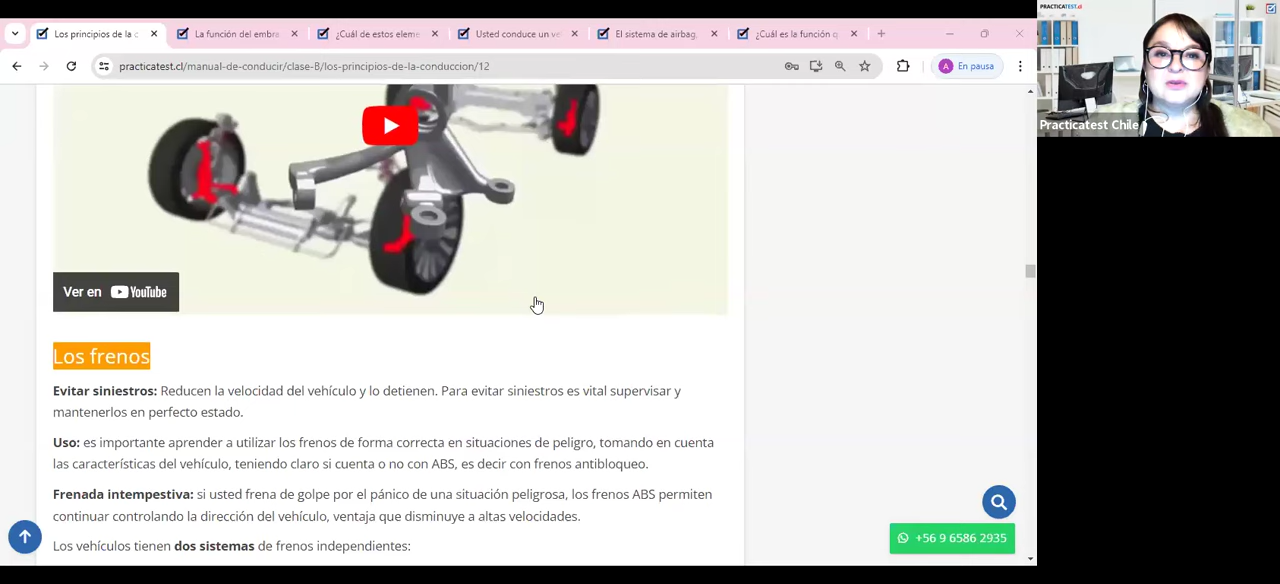 PRACTICATEST.cl
Los principios de la c
La función del embra
¿Cuál de estos eleme
Usted conduce un ve
El sistema de airbag,
¿Cuál es la función q
practicatest.cl/manual-de-conducir/clase-B/los-principios-de-la-conduccion/12
A
En pausa
Practicatest Chile
Ver en YouTube
Los frenos
Evitar siniestros: Reducen la velocidad del vehículo y lo detienen. Para evitar siniestros es vital supervisar y
mantenerlos en perfecto estado.
Uso: es importante aprender a utilizar los frenos de forma correcta en situaciones de peligro, tomando en cuenta
las características del vehículo, teniendo claro si cuenta o no con ABS, es decir con frenos antibloqueo.
Frenada intempestiva: si usted frena de golpe por el pánico de una situación peligrosa, los frenos ABS permiten
continuar controlando la dirección del vehículo, ventaja que disminuye a altas velocidades.
+56 9 6586 2935
Los vehículos tienen dos sistemas de frenos independientes: